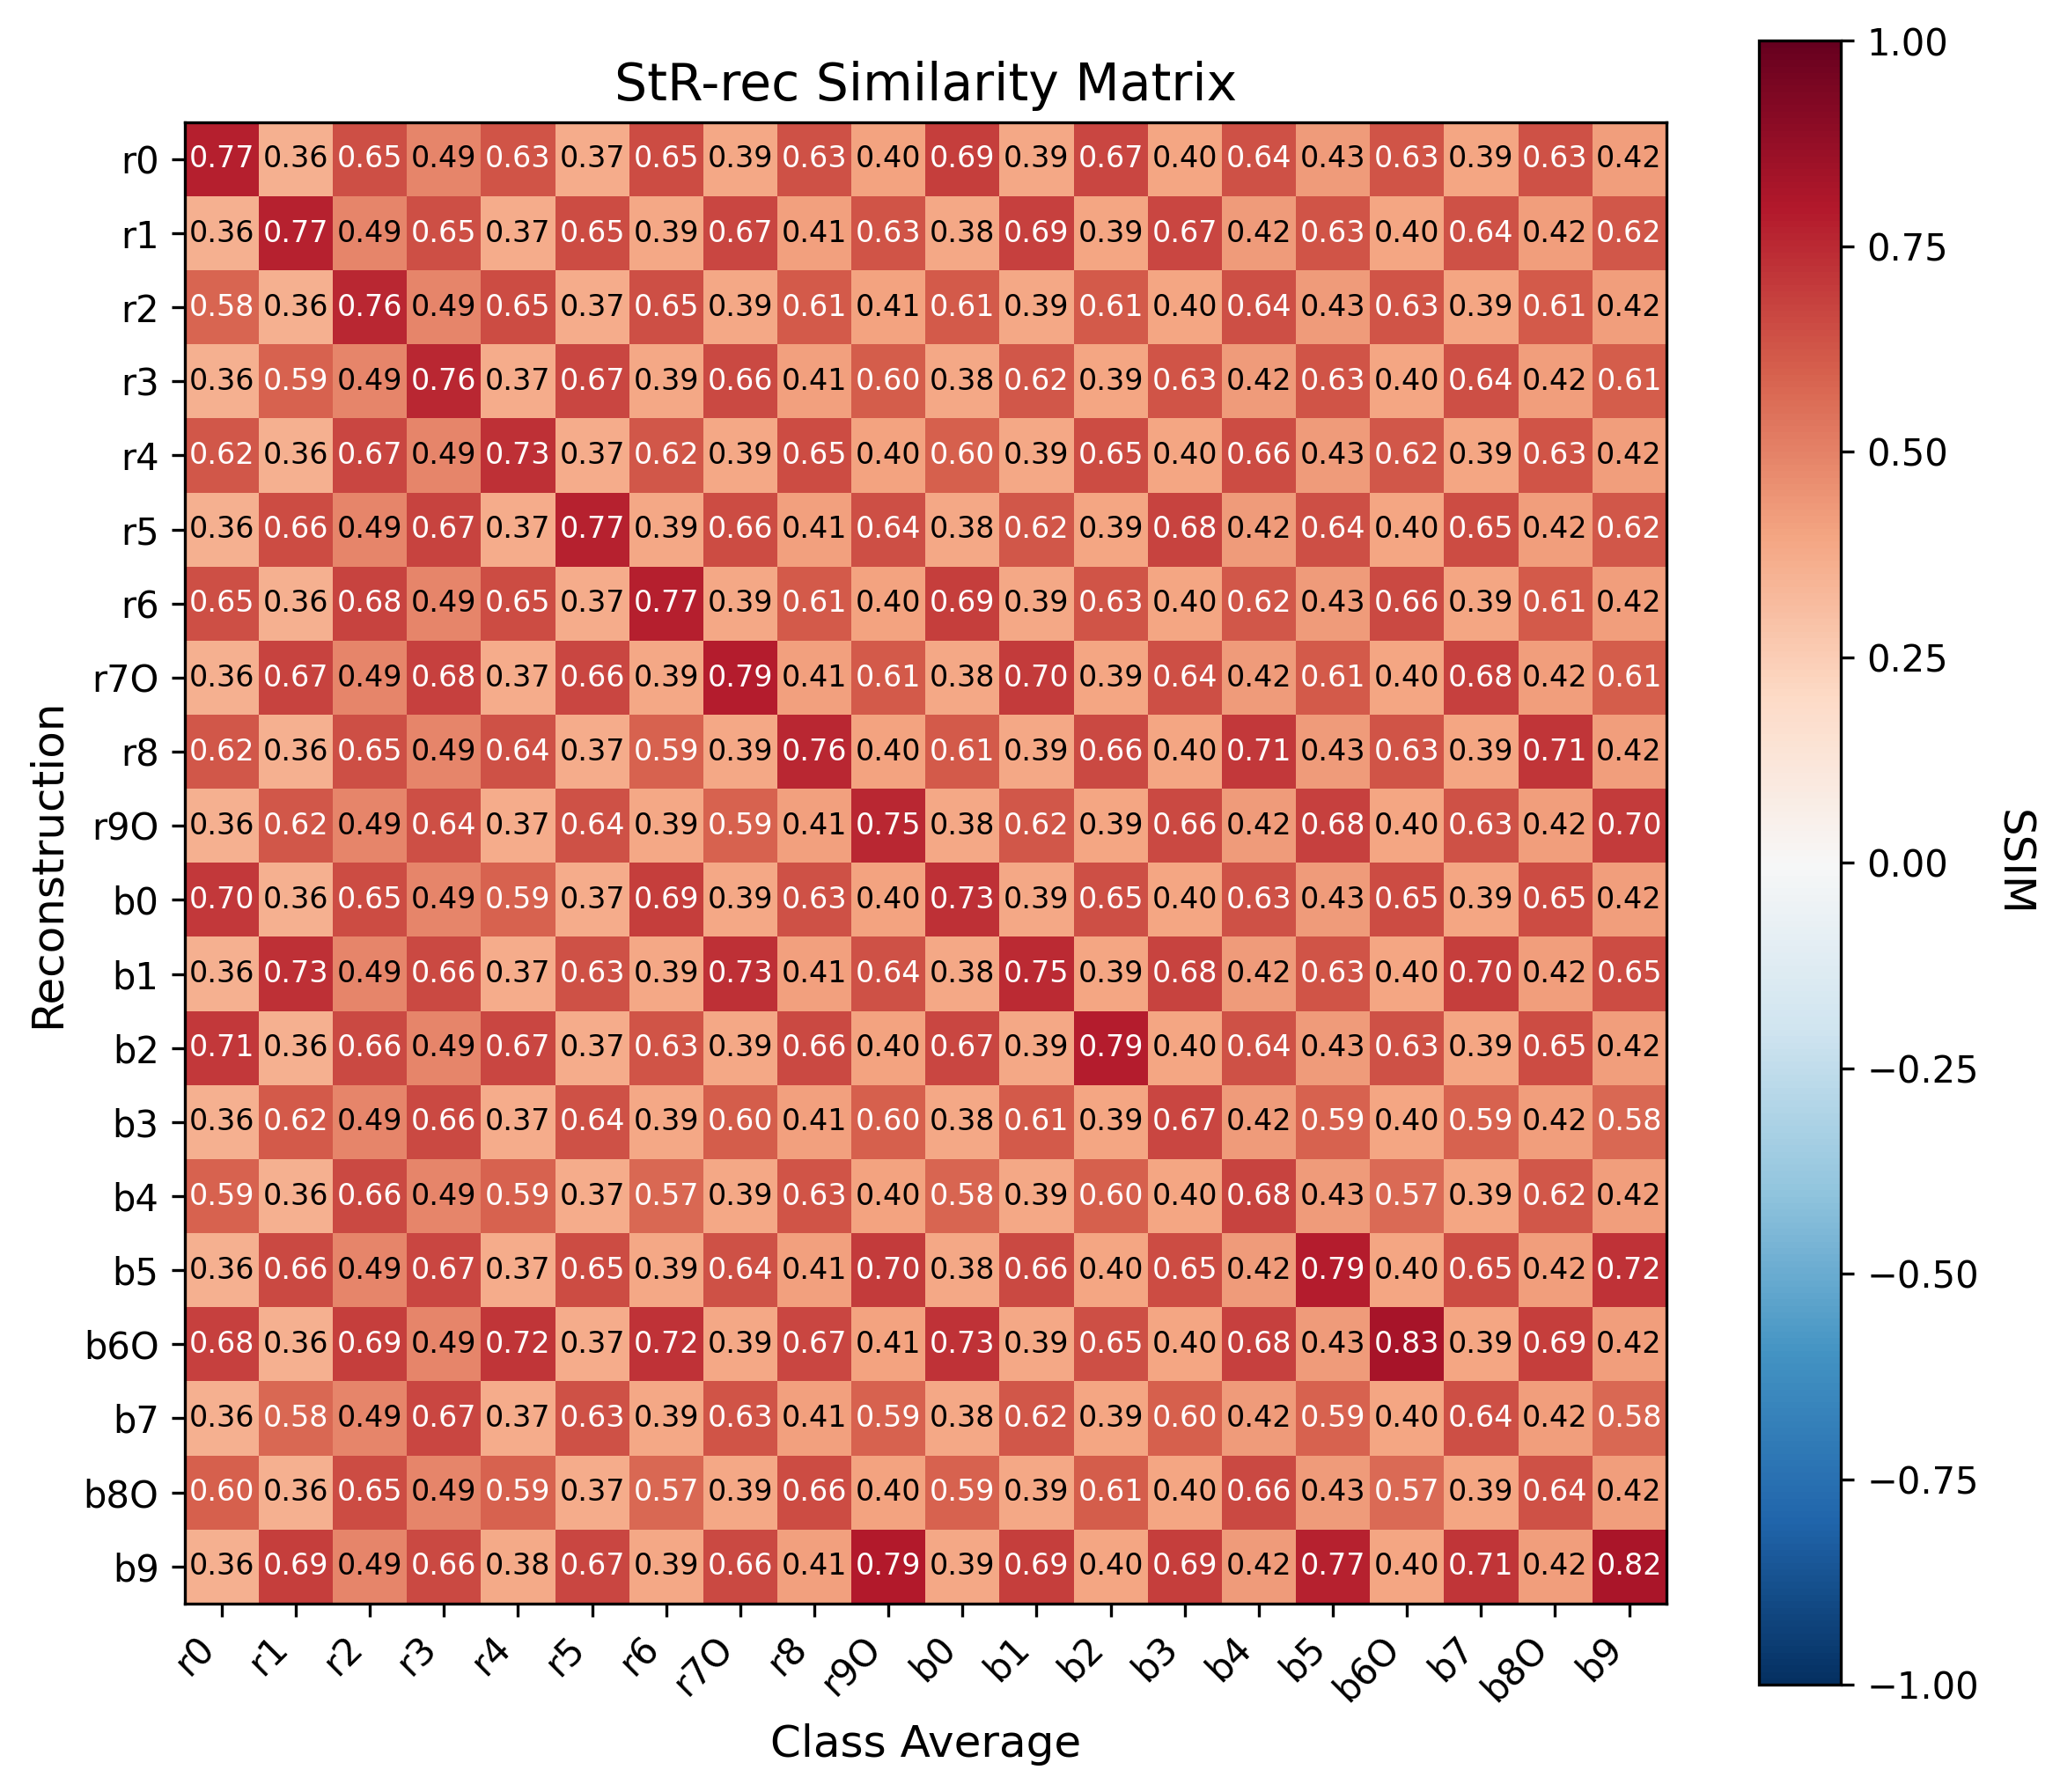 StR-rec Similarity Matrix
r0 0.77 0.36 0.65 0.49 0.63 0.37 0.65 0.39 0.63 0.40 0.69 0.39 0.67 0.40 0.64 0.43 0.63 0.39 0.63 0.42
r1 0.36 0.77 0.49 0.65 0.37 0.65 0.39 0.67 0.41 0.63 0.38 0.69 0.39 0.67 0.42 0.63 0.40 0.64 0.42 0.62
r2 0.58 0.36 0.76 0.49 0.65 0.37 0.65 0.39 0.61 0.41 0.61 0.39 0.61 0.40 0.64 0.43 0.63 0.39 0.61 0.42
r3 0.36 0.59 0.49 0.76 0.37 0.67 0.39 0.66 0.41 0.60 0.38 0.62 0.39 0.63 0.42 0.63 0.40 0.64 0.42 0.61
r4 0.62 0.36 0.67 0.49 0.73 0.37 0.62 0.39 0.65 0.40 0.60 0.39 0.65 0.40 0.66 0.43 0.62 0.39 0.63 0.42
r5 0.36 0.66 0.49 0.67 0.37 0.77 0.39 0.66 0.41 0.64 0.38 0.62 0.39 0.68 0.42 0.64 0.40 0.65 0.42 0.62
r6 0.65 0.36 0.68 0.49 0.65 0.37 0.77 0.39 0.61 0.40 0.69 0.39 0.63 0.40 0.62 0.43 0.66 0.39 0.61 0.42
r7O 0.36 0.67 0.49 0.68 0.37 0.66 0.39 0.79 0.41 0.61 0.38 0.70 0.39 0.64 0.42 0.61 0.40 0.68 0.42 0.61
r8 0.62 0.36 0.65 0.49 0.64 0.37 0.59 0.39 0.76 0.40 0.61 0.39 0.66 0.40 0.71 0.43 0.63 0.39 0.71 0.42
r9O 0.36 0.62 0.49 0.64 0.37 0.64 0.39 0.59 0.41 0.75 0.38 0.62 0.39 0.66 0.42 0.68 0.40 0.63 0.42 0.70
b0 0.70 0.36 0.65 0.49 0.59 0.37 0.69 0.39 0.63 0.40 0.73 0.39 0.65 0.40 0.63 0.43 0.65 0.39 0.65 0.42
b1 0.36 0.73 0.49 0.66 0.37 0.63 0.39 0.73 0.41 0.64 0.38 0.75 0.39 0.68 0.42 0.63 0.40 0.70 0.42 0.65
b2 0.71 0.36 0.66 0.49 0.67 0.37 0.63 0.39 0.66 0.40 0.67 0.39 0.79 0.40 0.64 0.43 0.63 0.39 0.65 0.42
b3 0.36 0.62 0.49 0.66 0.37 0.64 0.39 0.60 0.41 0.60 0.38 0.61 0.39 0.67 0.42 0.59 0.40 0.59 0.42 0.58
b4 0.59 0.36 0.66 0.49 0.59 0.37 0.57 0.39 0.63 0.40 0.58 0.39 0.60 0.40 0.68 0.43 0.57 0.39 0.62 0.42
b5 0.36 0.66 0.49 0.67 0.37 0.65 0.39 0.64 0.41 0.70 0.38 0.66 0.40 0.65 0.42 0.79 0.40 0.65 0.42 0.72
b6O 0.68 0.36 0.69 0.49 0.72 0.37 0.72 0.39 0.67 0.41 0.73 0.39 0.65 0.40 0.68 0.43 0.83 0.39 0.69 0.42
b7 0.36 0.58 0.49 0.67 0.37 0.63 0.39 0.63 0.41 0.59 0.38 0.62 0.39 0.60 0.42 0.59 0.40 0.64 0.42 0.58
b8O 0.60 0.36 0.65 0.49 0.59 0.37 0.57 0.39 0.66 0.40 0.59 0.39 0.61 0.40 0.66 0.43 0.57 0.39 0.64 0.42
b9 0.36 0.69 0.49 0.66 0.38 0.67 0.39 0.66 0.41 0.79 0.39 0.69 0.40 0.69 0.42 0.77 0.40 0.71 0.42 0.82
r0 r1 r2 r3 r4 r5 r6 r7O r8 r9O b0 b1 b2 b3 b4 b5 b6O b7 b8O b9
Reconstruction
Class Average
1.00
0.75
0.50
0.25
0.00
−0.25
−0.50
−0.75
−1.00
SSIM